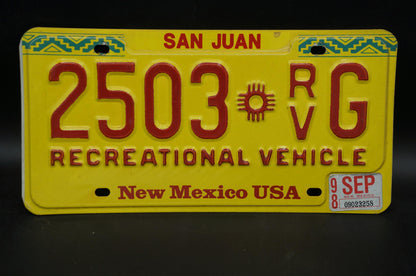 SAN JUAN
2503 RV G
RECREATIONAL VEHICLE
New Mexico USA
98 SEP
09023258